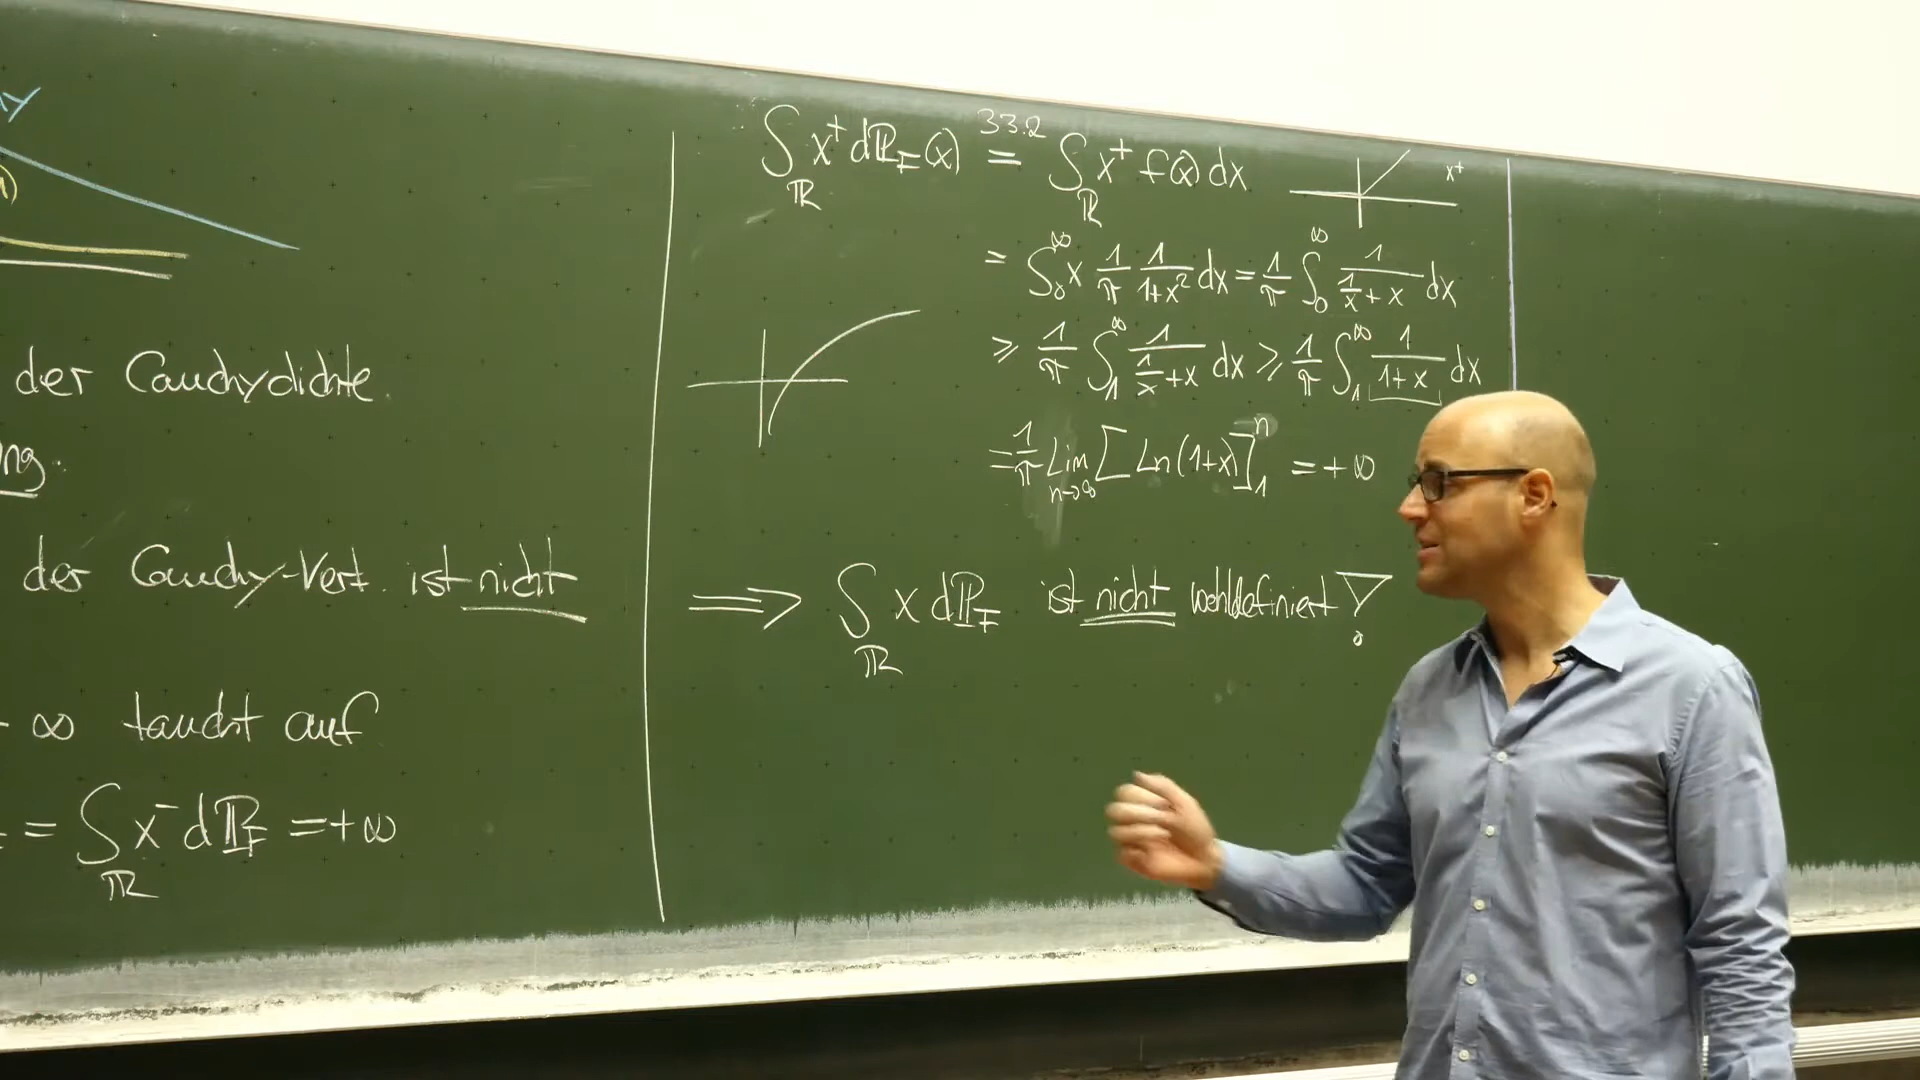 der Cauchydichte.
ng.
der Cauchy-Vert. ist nicht
∞ taucht auf
= ∫_ℝ x⁻ dℙ_F = +∞
∫_ℝ x⁺ dℙ_F(x) =^{33.2} ∫_ℝ x⁺ f(x) dx
x⁺
= ∫_0^∞ x 1/π 1/(1+x²) dx = 1/π ∫_0^∞ 1/(1/x + x) dx
≥ 1/π ∫_1^∞ 1/(1/x + x) dx ≥ 1/π ∫_1^∞ 1/(1+x) dx
= 1/π Lim_{n→∞} [Ln(1+x)]_1^n = +∞
⟹ ∫_ℝ x dℙ_F ist nicht wohldefiniert!